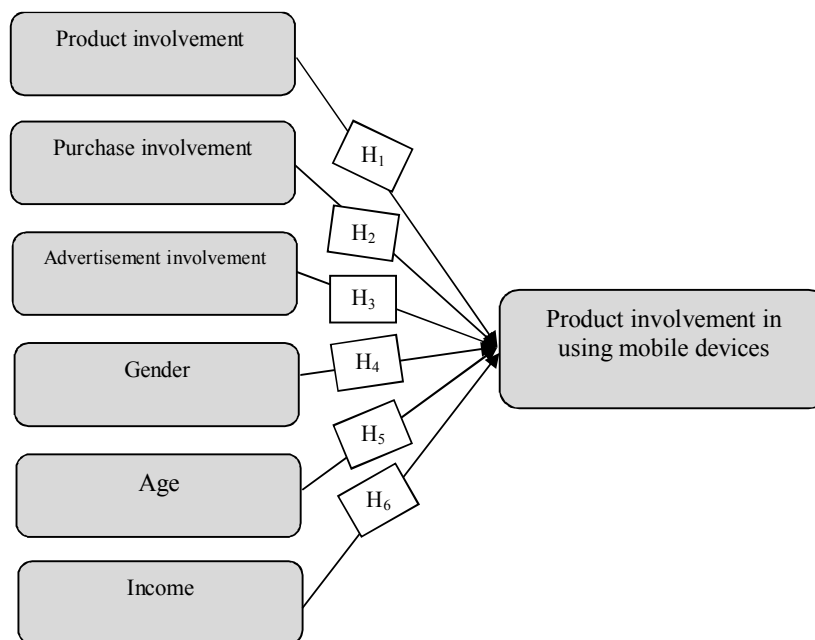 Product involvement
H₁
Purchase involvement
H₂
Advertisement involvement
H₃
Product involvement in
using mobile devices
Gender
H₄
Age
H₅
H₆
Income